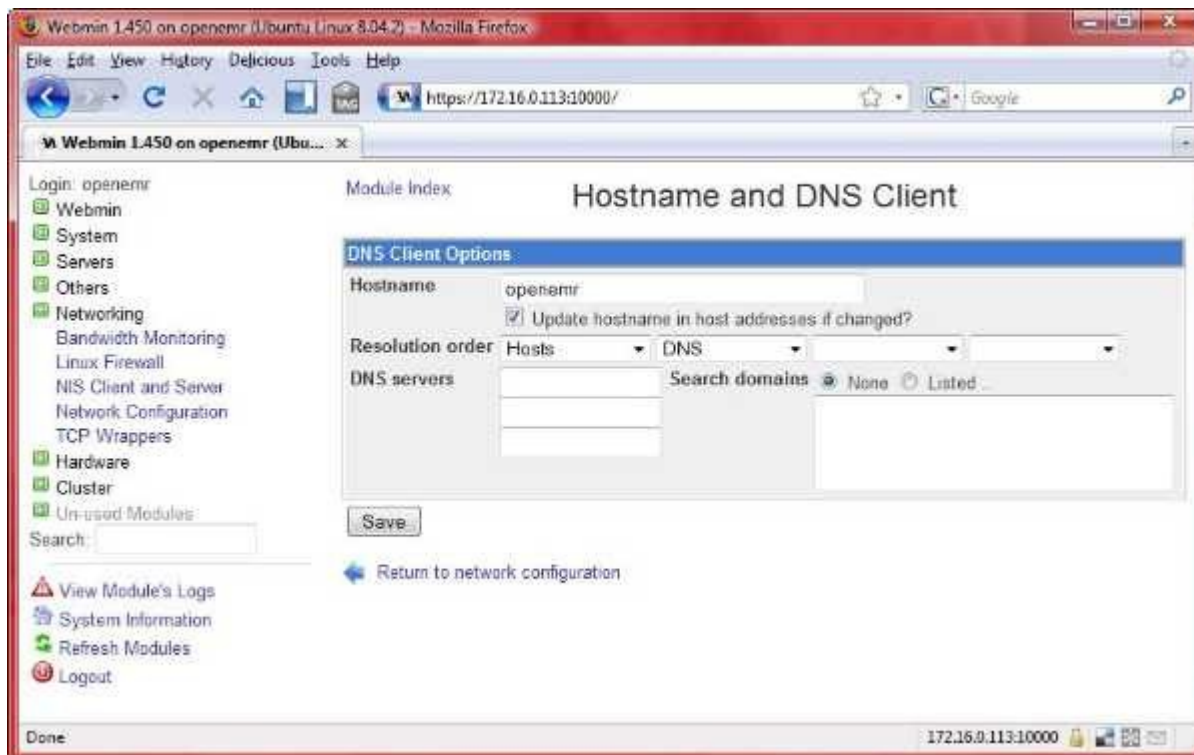 Webmin 1.450 on openemr (Ubuntu Linux 8.04.2) - Mozilla Firefox
File Edit View History Delicious Tools Help
https://172.16.0.113:10000/
Google
Webmin 1.450 on openemr (Ubu...
Login: openemr
Webmin
System
Servers
Others
Networking
Bandwidth Monitoring
Linux Firewall
NIS Client and Server
Network Configuration
TCP Wrappers
Hardware
Cluster
Un-used Modules
Search:
View Module's Logs
System Information
Refresh Modules
Logout
Module Index
Hostname and DNS Client
DNS Client Options
Hostname openemr
Update hostname in host addresses if changed?
Resolution order Hosts DNS
DNS servers Search domains None Listed ..
Save
Return to network configuration
Done 172.16.0.113:10000